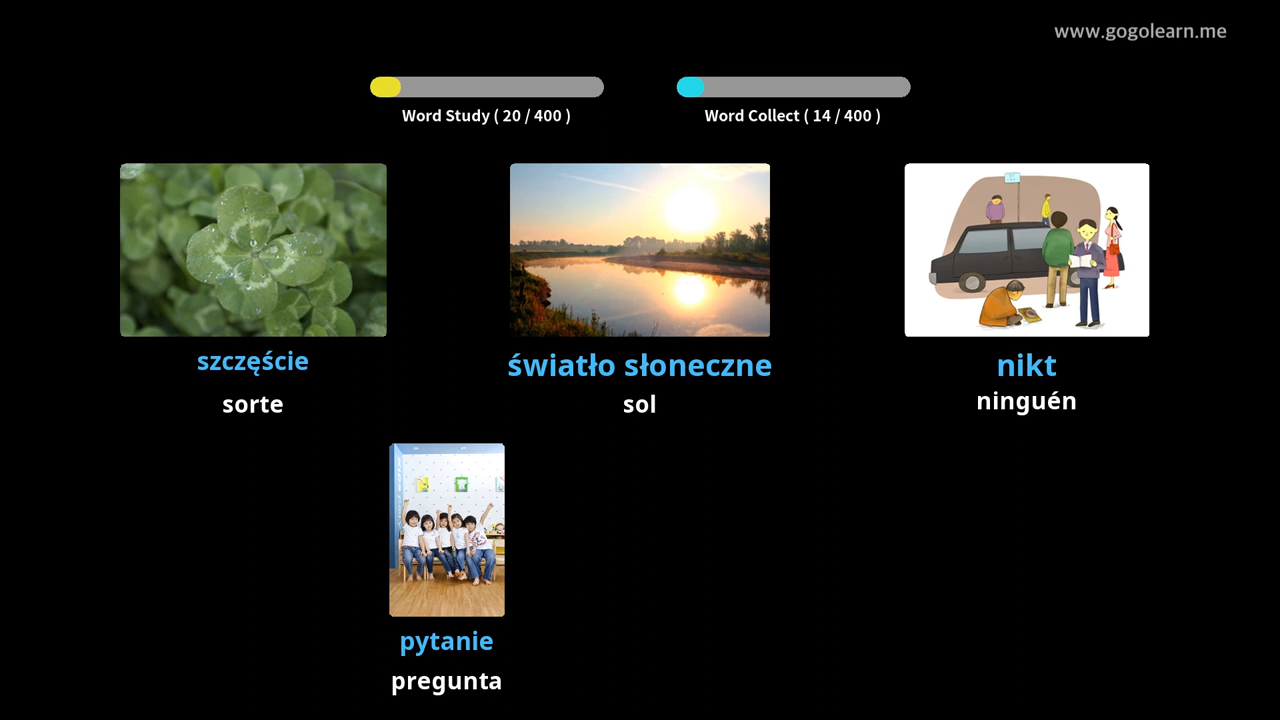 www.gogolearn.me
Word Study ( 20 / 400 )
Word Collect ( 14 / 400 )
szczęście
światło słoneczne
nikt
sorte
sol
ninguén
pytanie
pregunta